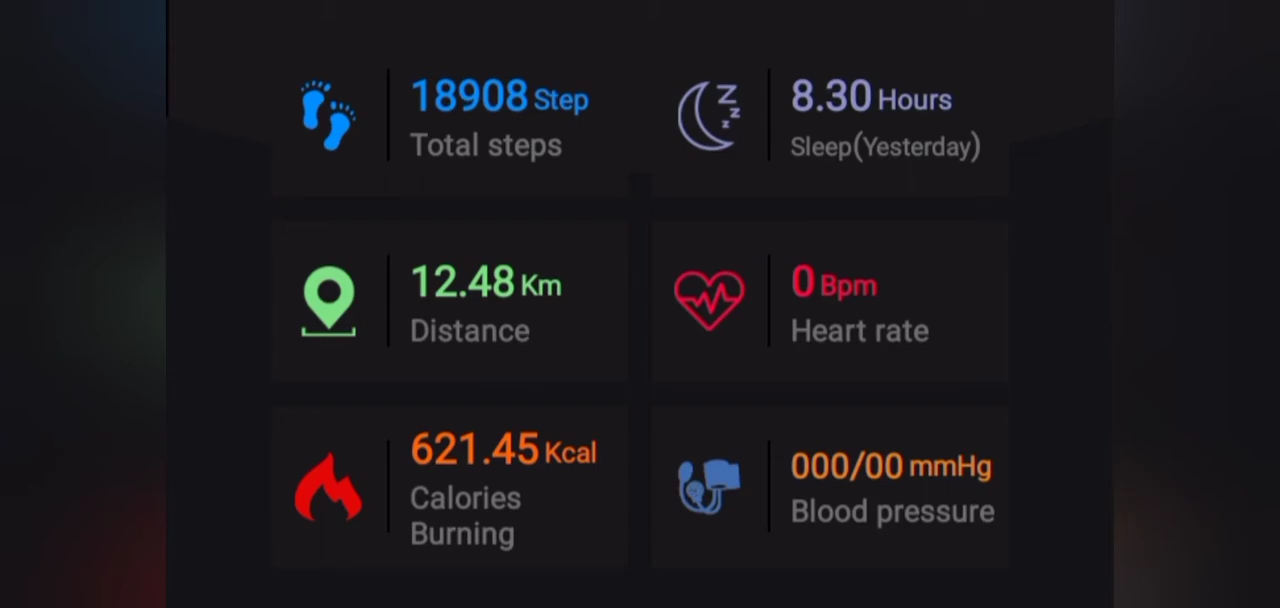 18908 Step
Total steps
8.30 Hours
Sleep(Yesterday)
12.48 Km
Distance
0 Bpm
Heart rate
621.45 Kcal
Calories
Burning
000/00 mmHg
Blood pressure